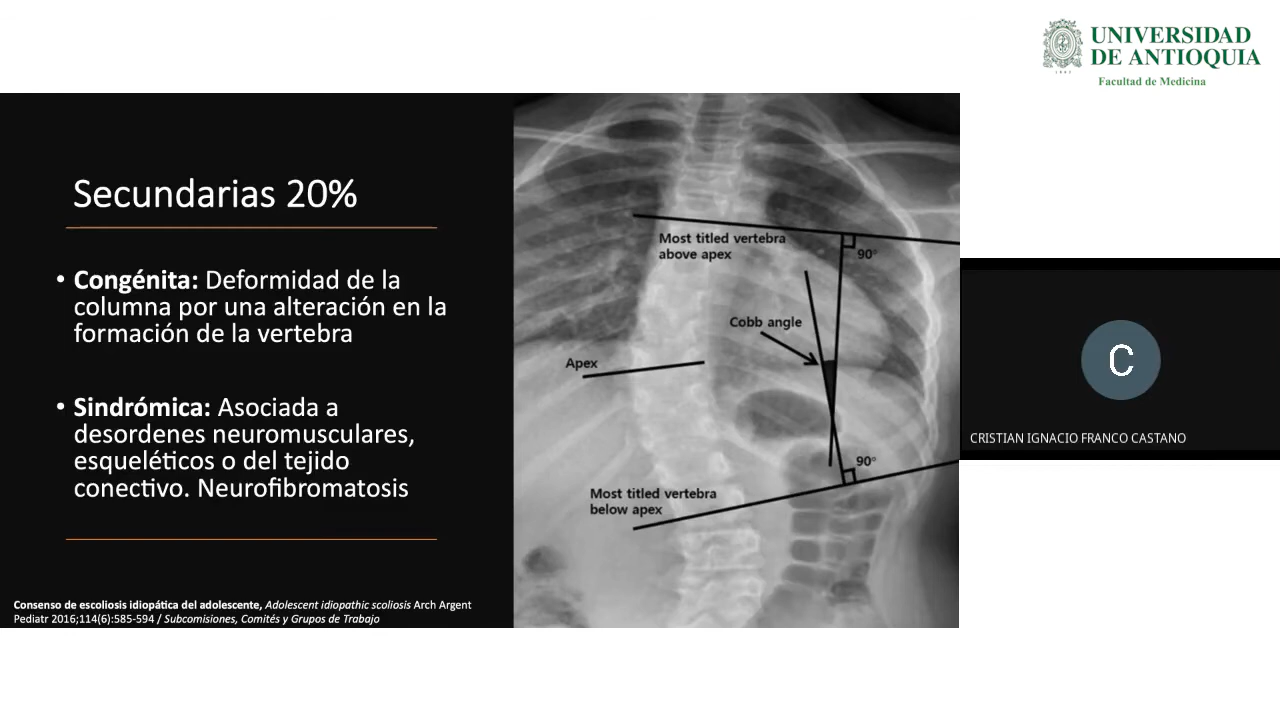 UNIVERSIDAD
DE ANTIOQUIA
Facultad de Medicina
Secundarias 20%
• Congénita: Deformidad de la
columna por una alteración en la
formación de la vertebra
• Sindrómica: Asociada a
desordenes neuromusculares,
esqueléticos o del tejido
conectivo. Neurofibromatosis
Consenso de escoliosis idiopática del adolescente, Adolescent idiopathic scoliosis Arch Argent
Pediatr 2016;114(6):585-594 / Subcomisiones, Comités y Grupos de Trabajo
Most titled vertebra
above apex
90°
Cobb angle
Apex
90°
Most titled vertebra
below apex
C
CRISTIAN IGNACIO FRANCO CASTANO